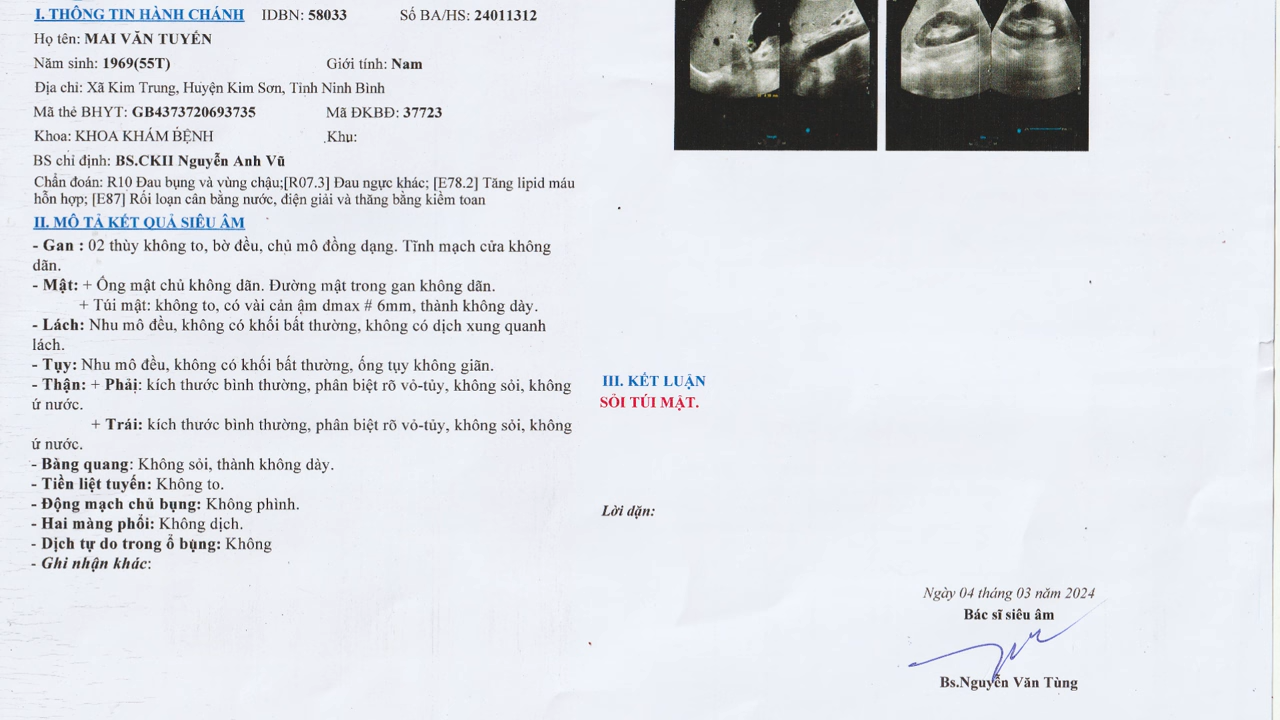 I. THÔNG TIN HÀNH CHÁNH IDBN: 58033 Số BA/HS: 24011312
Họ tên: MAI VĂN TUYẾN
Năm sinh: 1969(55T) Giới tính: Nam
Địa chỉ: Xã Kim Trung, Huyện Kim Sơn, Tỉnh Ninh Bình
Mã thẻ BHYT: GB4373720693735 Mã ĐKBĐ: 37723
Khoa: KHOA KHÁM BỆNH Khu:
BS chỉ định: BS.CKII Nguyễn Anh Vũ
Chẩn đoán: R10 Đau bụng và vùng chậu;[R07.3] Đau ngực khác; [E78.2] Tăng lipid máu
hỗn hợp; [E87] Rối loạn cân bằng nước, điện giải và thăng bằng kiềm toan
II. MÔ TẢ KẾT QUẢ SIÊU ÂM
- Gan : 02 thùy không to, bờ đều, chủ mô đồng dạng. Tĩnh mạch cửa không
dãn.
- Mật: + Ống mật chủ không dãn. Đường mật trong gan không dãn.
+ Túi mật: không to, có vài cản âm dmax # 6mm, thành không dày.
- Lách: Nhu mô đều, không có khối bất thường, không có dịch xung quanh
lách.
- Tụy: Nhu mô đều, không có khối bất thường, ống tụy không giãn.
- Thận: + Phải: kích thước bình thường, phân biệt rõ vỏ-tủy, không sỏi, không
ứ nước.
+ Trái: kích thước bình thường, phân biệt rõ vỏ-tủy, không sỏi, không
ứ nước.
- Bàng quang: Không sỏi, thành không dày.
- Tiền liệt tuyến: Không to.
- Động mạch chủ bụng: Không phình.
- Hai màng phổi: Không dịch.
- Dịch tự do trong ổ bụng: Không
- Ghi nhận khác:
III. KẾT LUẬN
SỎI TÚI MẬT.
Lời dặn:
Ngày 04 tháng 03 năm 2024
Bác sĩ siêu âm
Bs.Nguyễn Văn Tùng